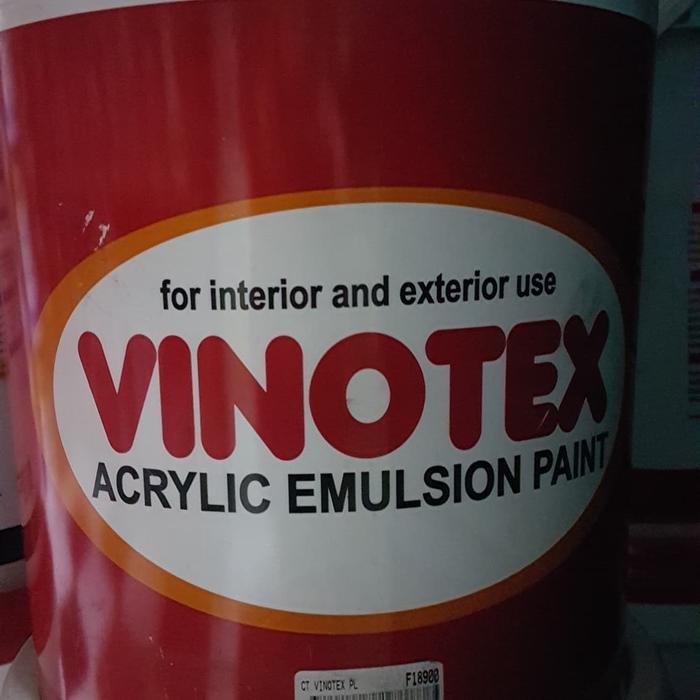 for interior and exterior use
VINOTEX
ACRYLIC EMULSION PAINT
CT VINOTEX PL F18900